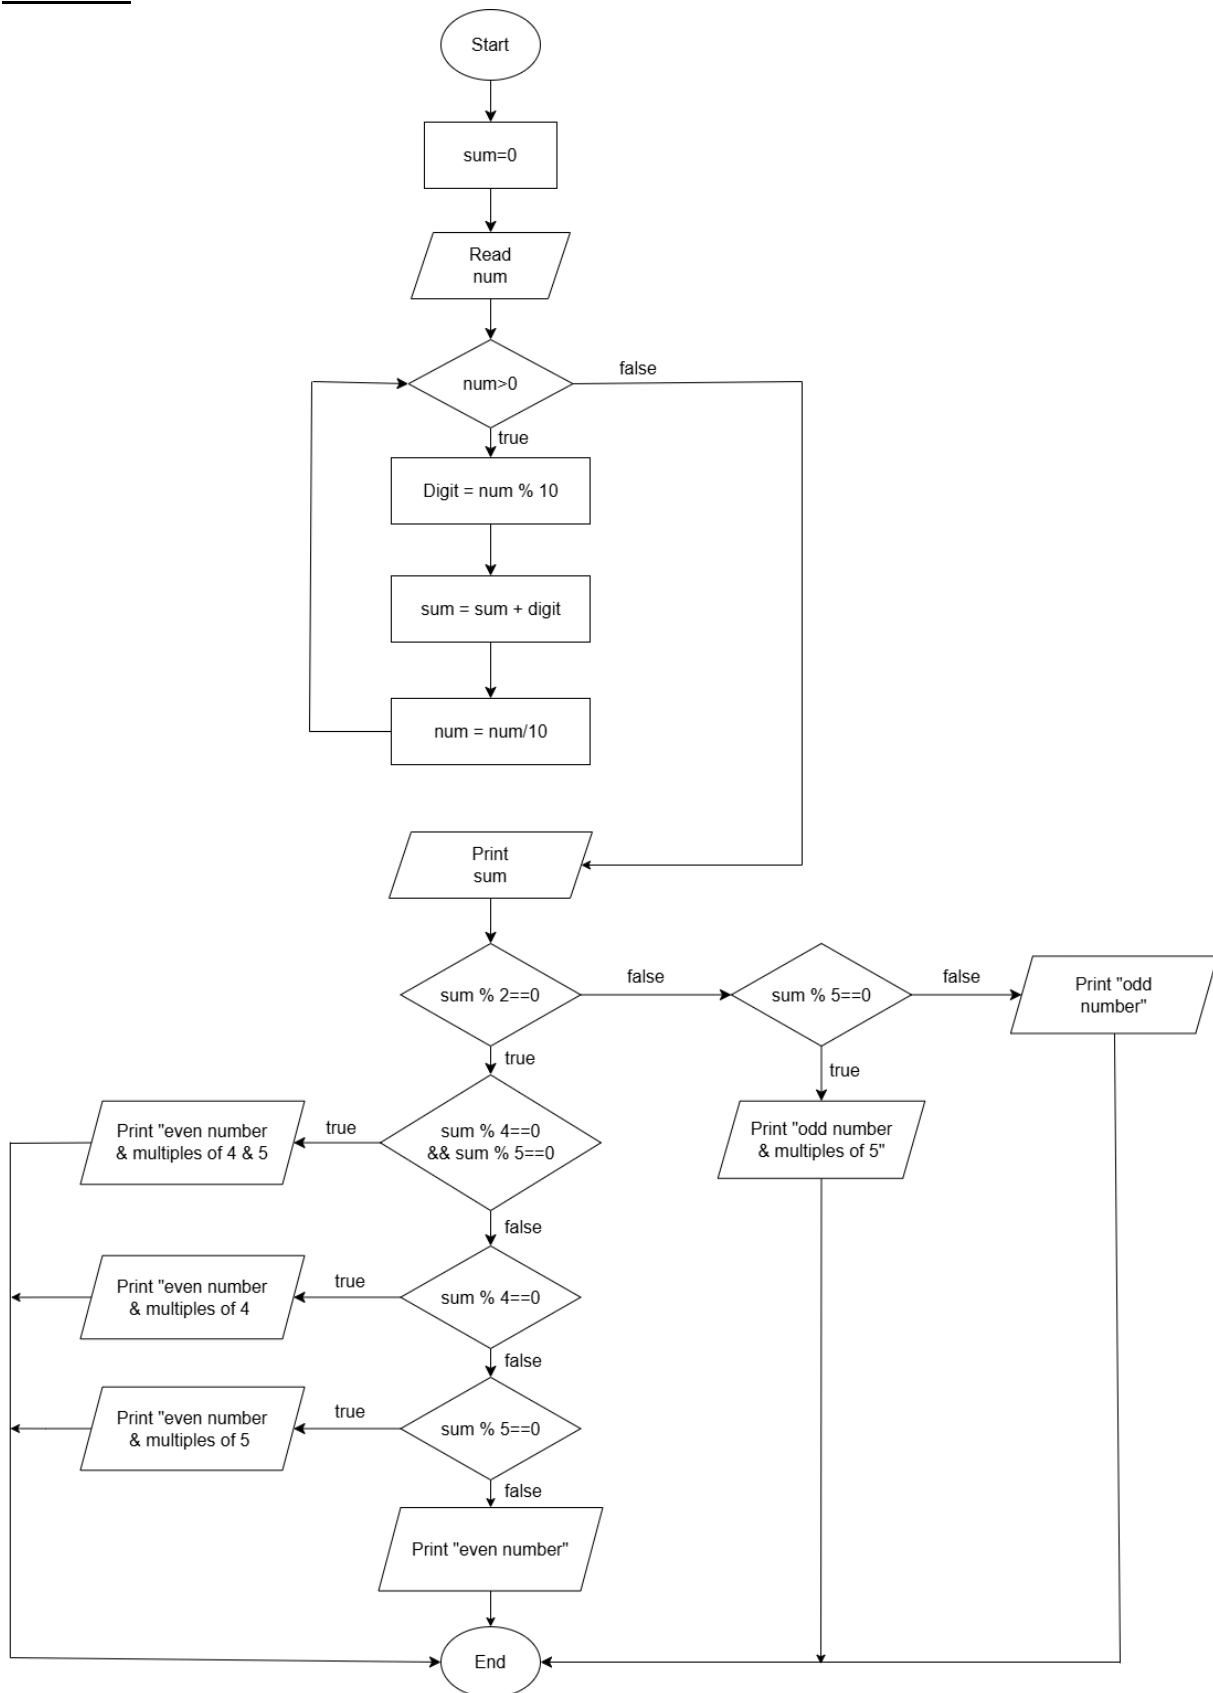 Start
sum=0
Read
num
num>0
false
true
Digit = num % 10
sum = sum + digit
num = num/10
Print
sum
sum % 2==0
false
sum % 5==0
false
Print "odd
number"
true
true
Print "odd number
& multiples of 5"
sum % 4==0
&& sum % 5==0
true
Print "even number
& multiples of 4 & 5
false
sum % 4==0
true
Print "even number
& multiples of 4
false
sum % 5==0
true
Print "even number
& multiples of 5
false
Print "even number"
End